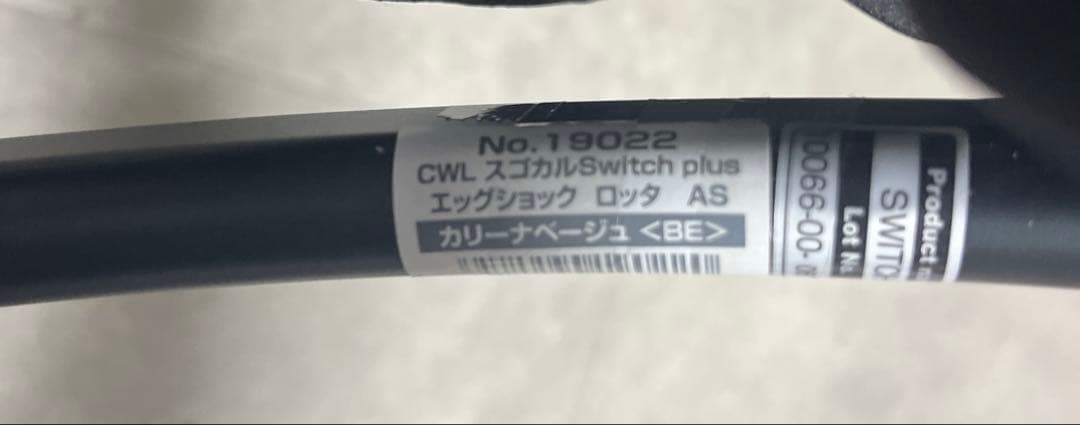 No.19022
CWL スゴカルSwitch plus
エッグショック ロッタ AS
カリーナベージュ <BE>
Product
SWITC
Lot
0066-00-